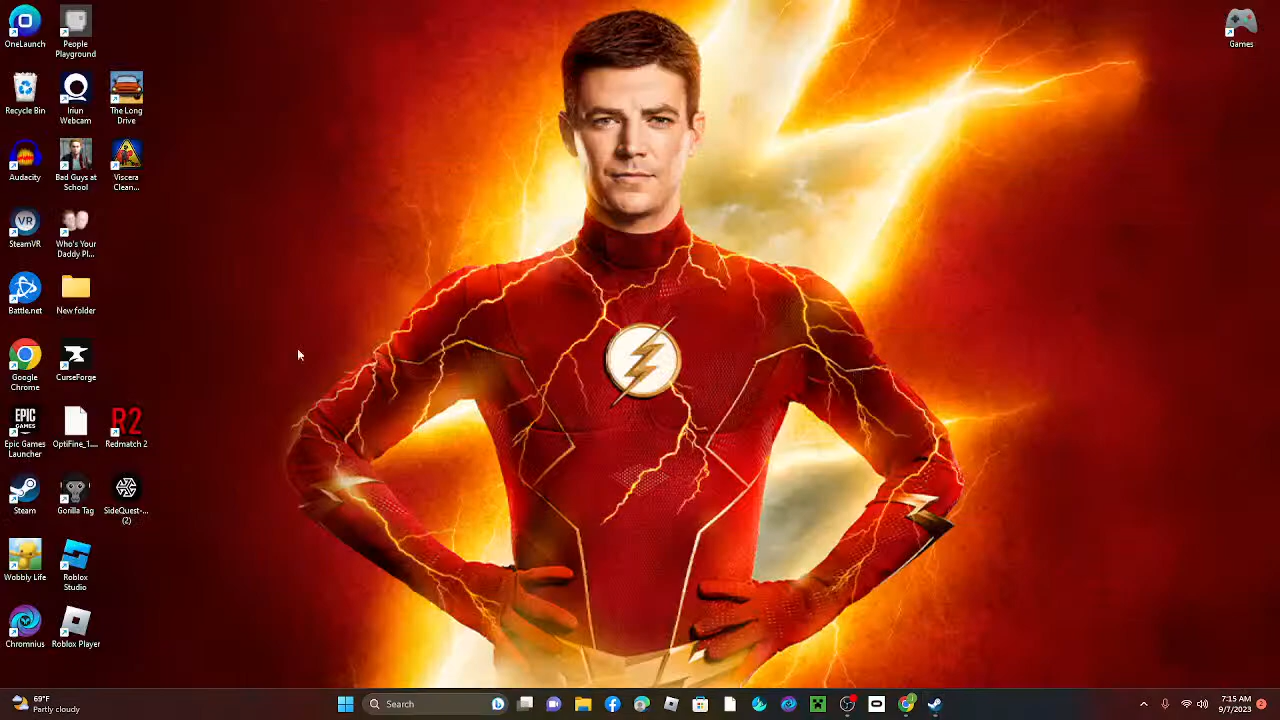 OneLaunch
People
Playground
Games
Recycle Bin
Iriun
Webcam
The Long
Drive
Audacity
Bad Guys at
School
Viscera
Clean...
VR
SteamVR
Who's Your
Daddy Pl...
Battle.net
New folder
Google
Chrome
CurseForge
EPIC
GAMES
Epic Games
Launcher
OptiFine_1....
R2
Redmatch 2
Steam
Gorilla Tag
SideQuest-...
(2)
Wobbly Life
Roblox
Studio
Chromnius
Roblox Player
69°F
Partly cloudy
Search
7:15 AM
9/7/2023
2